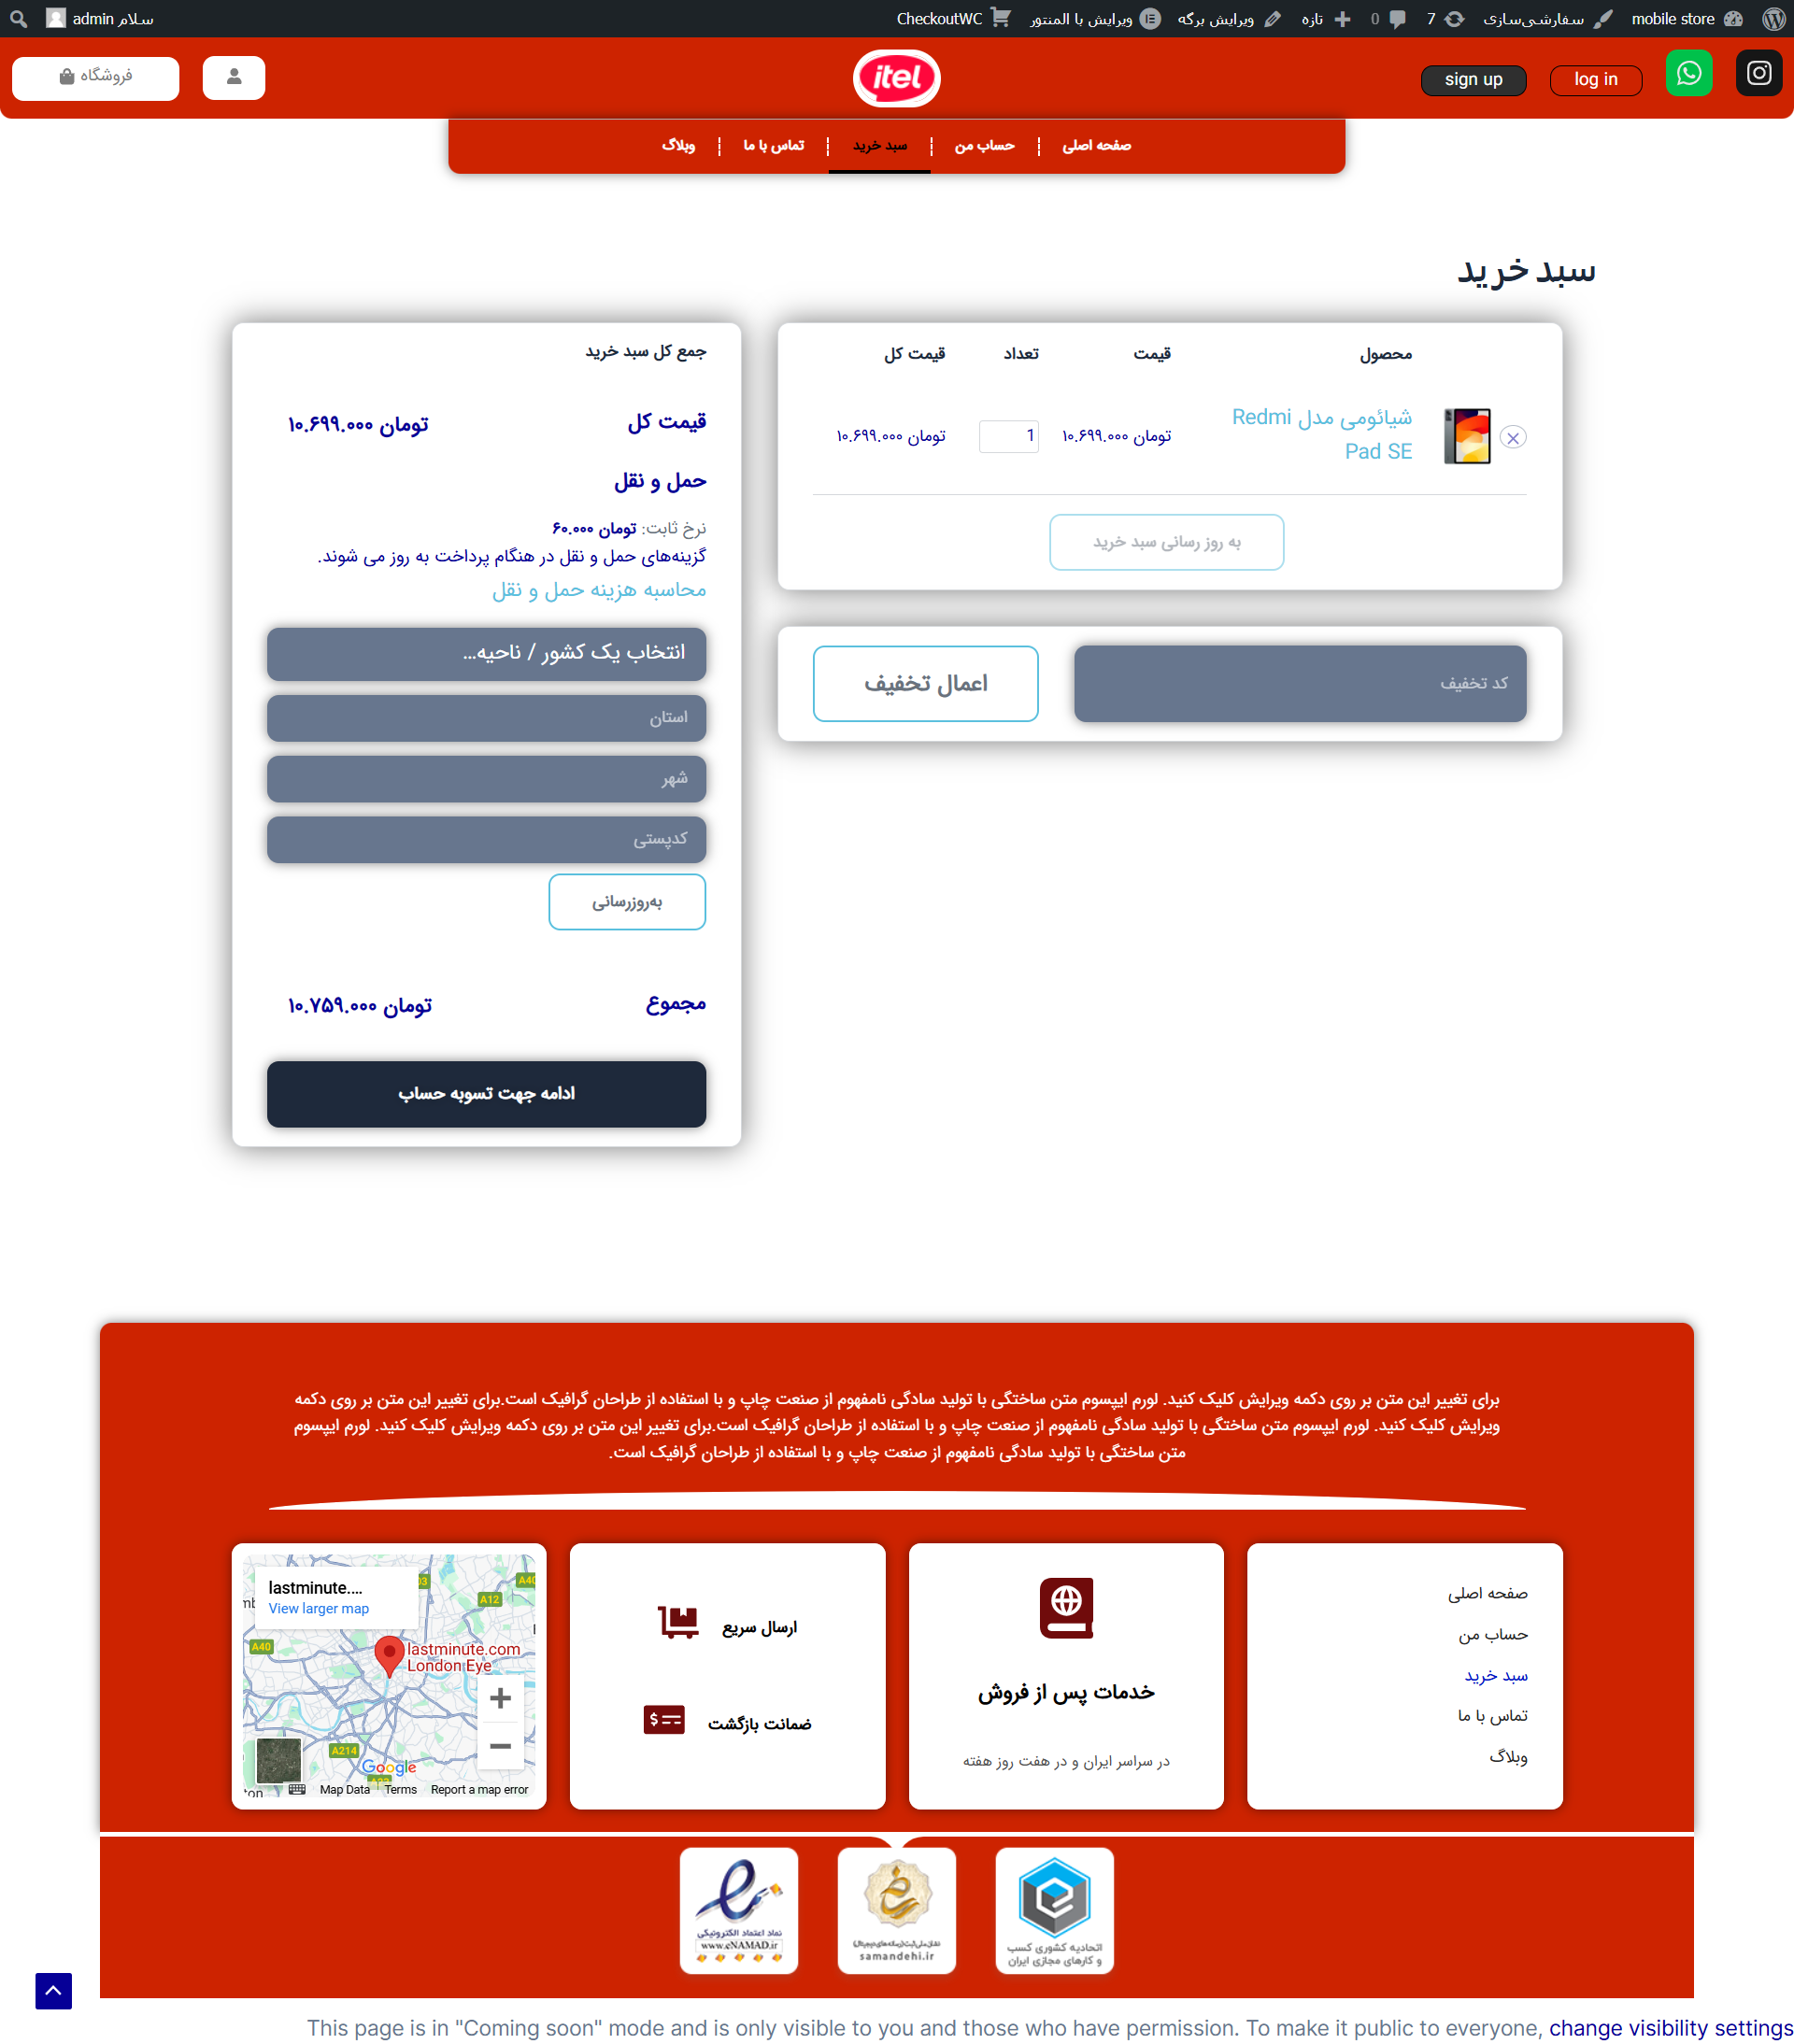 mobile store
سفارشی‌سازی
7
0
تازه
ویرایش برگه
ویرایش با المنتور
CheckoutWC
سلام admin
log in
sign up
itel
فروشگاه
صفحه اصلی
حساب من
سبد خرید
تماس با ما
وبلاگ
سبد خرید
محصول
قیمت
تعداد
قیمت کل
شیائومی مدل Redmi
Pad SE
تومان ۱۰.۶۹۹.۰۰۰
1
تومان ۱۰.۶۹۹.۰۰۰
به روز رسانی سبد خرید
کد تخفیف
اعمال تخفیف
جمع کل سبد خرید
قیمت کل
تومان ۱۰.۶۹۹.۰۰۰
حمل و نقل
نرخ ثابت: تومان ۶۰.۰۰۰
گزینه‌های حمل و نقل در هنگام پرداخت به روز می شوند.
محاسبه هزینه حمل و نقل
انتخاب یک کشور / ناحیه...
استان
شهر
کدپستی
به‌روزرسانی
مجموع
تومان ۱۰.۷۵۹.۰۰۰
ادامه جهت تسوبه حساب
برای تغییر این متن بر روی دکمه ویرایش کلیک کنید. لورم ایپسوم متن ساختگی با تولید سادگی نامفهوم از صنعت چاپ و با استفاده از طراحان گرافیک است.برای تغییر این متن بر روی دکمه
ویرایش کلیک کنید. لورم ایپسوم متن ساختگی با تولید سادگی نامفهوم از صنعت چاپ و با استفاده از طراحان گرافیک است.برای تغییر این متن بر روی دکمه ویرایش کلیک کنید. لورم ایپسوم
متن ساختگی با تولید سادگی نامفهوم از صنعت چاپ و با استفاده از طراحان گرافیک است.
صفحه اصلی
حساب من
سبد خرید
تماس با ما
وبلاگ
خدمات پس از فروش
در سراسر ایران و در هفت روز هفته
ارسال سریع
ضمانت بازگشت
lastminute....
View larger map
A12
A40
lastminute.com
London Eye
A214
Google
Map Data
Terms
Report a map error
اتحادیه کشوری کسب
و کارهای مجازی ایران
samandehi.ir
نماد اعتماد الکترونیکی
www.eNAMAD.ir
This page is in "Coming soon" mode and is only visible to you and those who have permission. To make it public to everyone, change visibility settings